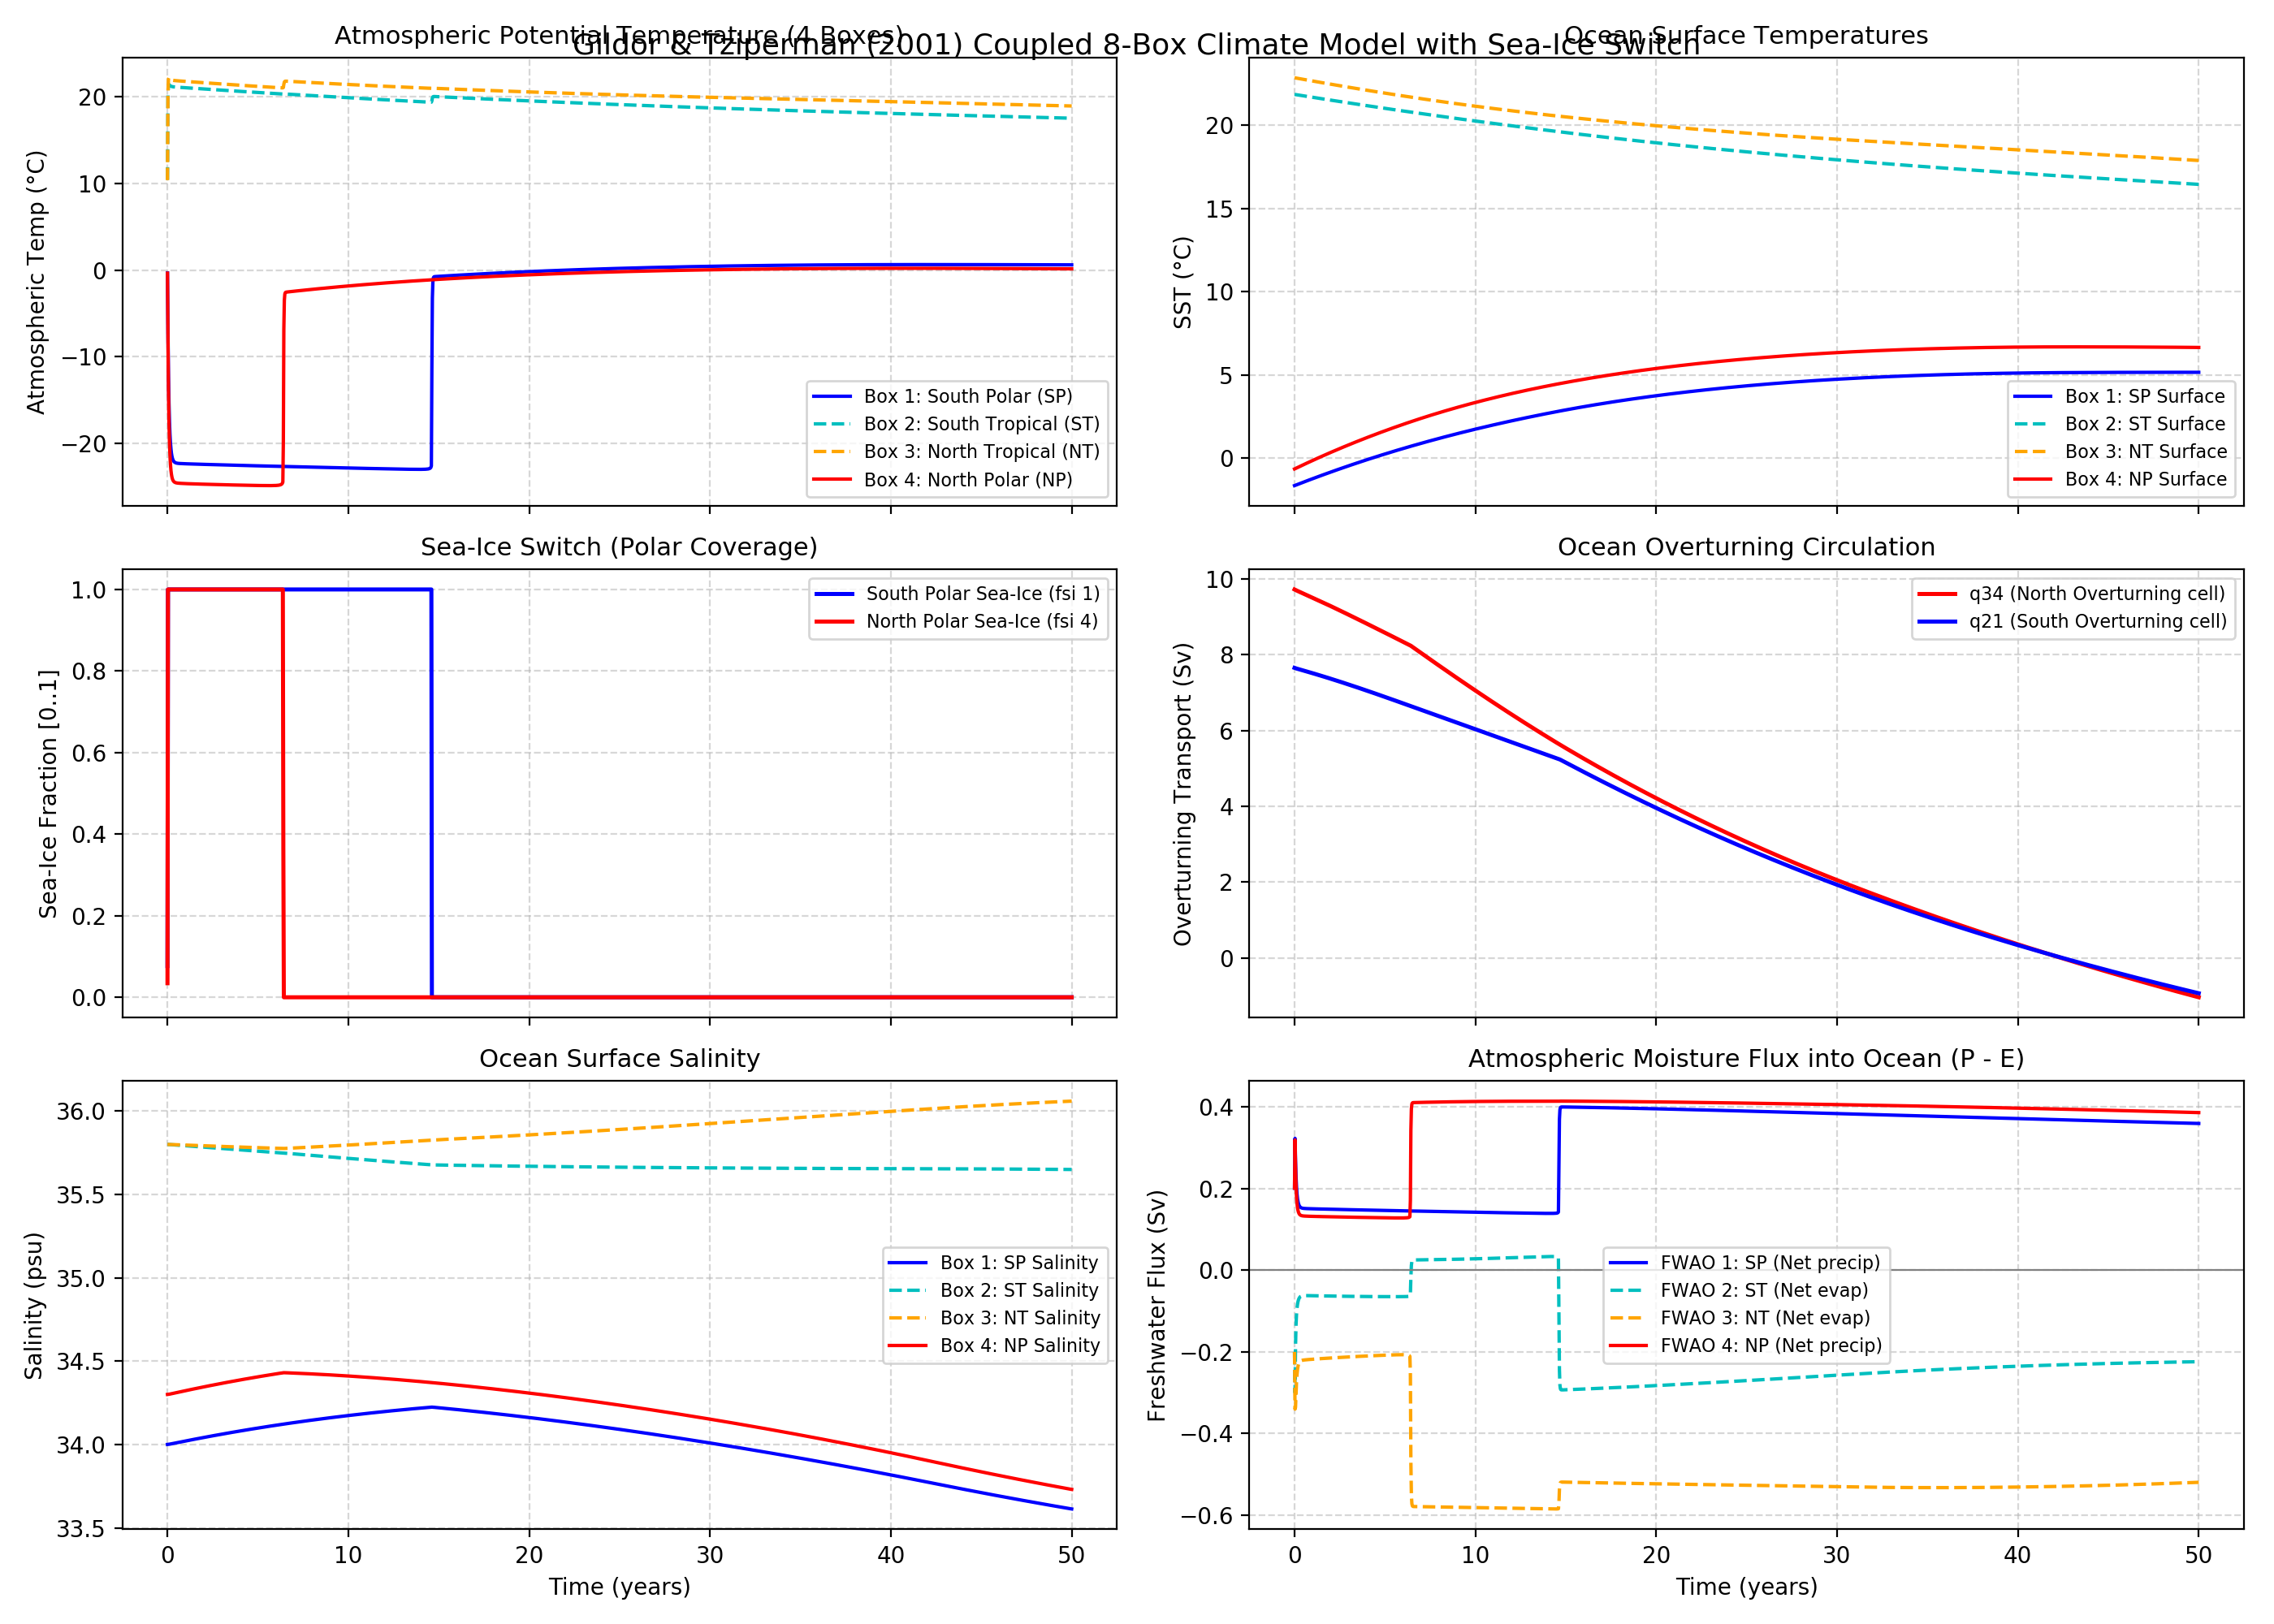 Gildor & Tziperman (2001) Coupled 8-Box Climate Model with Sea-Ice Switch
Atmospheric Potential Temperature (4 Boxes)
Atmospheric Temp (°C)
20
10
0
−10
−20
Box 1: South Polar (SP)
Box 2: South Tropical (ST)
Box 3: North Tropical (NT)
Box 4: North Polar (NP)
Ocean Surface Temperatures
SST (°C)
20
15
10
5
0
Box 1: SP Surface
Box 2: ST Surface
Box 3: NT Surface
Box 4: NP Surface
Sea-Ice Switch (Polar Coverage)
Sea-Ice Fraction [0..1]
1.0
0.8
0.6
0.4
0.2
0.0
South Polar Sea-Ice (fsi 1)
North Polar Sea-Ice (fsi 4)
Ocean Overturning Circulation
Overturning Transport (Sv)
10
8
6
4
2
0
q34 (North Overturning cell)
q21 (South Overturning cell)
Ocean Surface Salinity
Salinity (psu)
36.0
35.5
35.0
34.5
34.0
33.5
Box 1: SP Salinity
Box 2: ST Salinity
Box 3: NT Salinity
Box 4: NP Salinity
0 10 20 30 40 50
Time (years)
Atmospheric Moisture Flux into Ocean (P - E)
Freshwater Flux (Sv)
0.4
0.2
0.0
−0.2
−0.4
−0.6
FWAO 1: SP (Net precip)
FWAO 2: ST (Net evap)
FWAO 3: NT (Net evap)
FWAO 4: NP (Net precip)
0 10 20 30 40 50
Time (years)